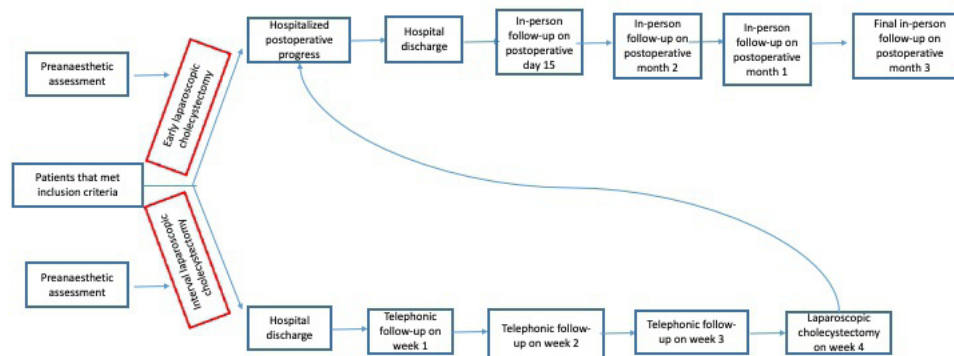 Preanaesthetic
assessment
Early laparoscopic
cholecystectomy
Hospitalized
postoperative
progress
Hospital
discharge
In-person
follow-up on
postoperative
day 15
In-person
follow-up on
postoperative
month 2
In-person
follow-up on
postoperative
month 1
Final in-person
follow-up on
postoperative
month 3
Patients that met
inclusion criteria
Preanaesthetic
assessment
Interval laparoscopic
cholecystectomy
Hospital
discharge
Telephonic
follow-up on
week 1
Telephonic follow-
up on week 2
Telephonic follow-
up on week 3
Laparoscopic
cholecystectomy
on week 4